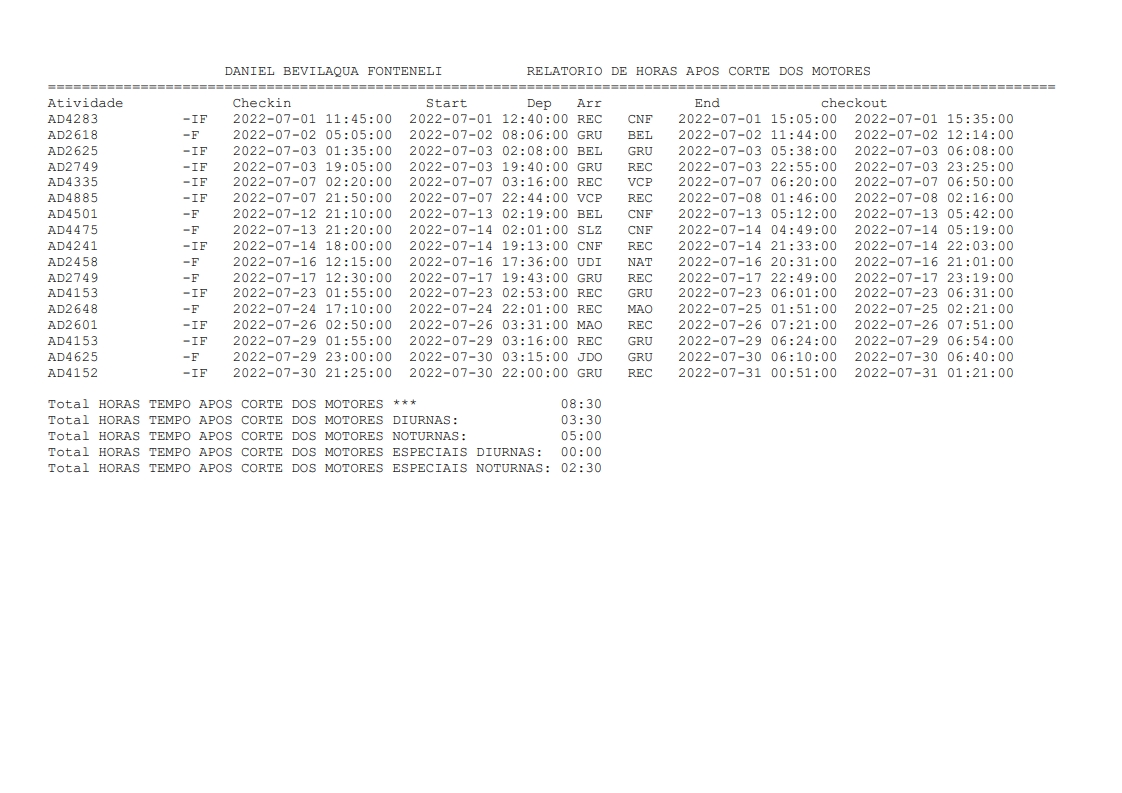 DANIEL BEVILAQUA FONTENELI          RELATORIO DE HORAS APOS CORTE DOS MOTORES
========================================================================================================================
Atividade             Checkin                Start       Dep   Arr           End            checkout
AD4283          -IF   2022-07-01 11:45:00  2022-07-01 12:40:00 REC   CNF   2022-07-01 15:05:00  2022-07-01 15:35:00
AD2618          -F    2022-07-02 05:05:00  2022-07-02 08:06:00 GRU   BEL   2022-07-02 11:44:00  2022-07-02 12:14:00
AD2625          -IF   2022-07-03 01:35:00  2022-07-03 02:08:00 BEL   GRU   2022-07-03 05:38:00  2022-07-03 06:08:00
AD2749          -IF   2022-07-03 19:05:00  2022-07-03 19:40:00 GRU   REC   2022-07-03 22:55:00  2022-07-03 23:25:00
AD4335          -IF   2022-07-07 02:20:00  2022-07-07 03:16:00 REC   VCP   2022-07-07 06:20:00  2022-07-07 06:50:00
AD4885          -IF   2022-07-07 21:50:00  2022-07-07 22:44:00 VCP   REC   2022-07-08 01:46:00  2022-07-08 02:16:00
AD4501          -F    2022-07-12 21:10:00  2022-07-13 02:19:00 BEL   CNF   2022-07-13 05:12:00  2022-07-13 05:42:00
AD4475          -F    2022-07-13 21:20:00  2022-07-14 02:01:00 SLZ   CNF   2022-07-14 04:49:00  2022-07-14 05:19:00
AD4241          -IF   2022-07-14 18:00:00  2022-07-14 19:13:00 CNF   REC   2022-07-14 21:33:00  2022-07-14 22:03:00
AD2458          -F    2022-07-16 12:15:00  2022-07-16 17:36:00 UDI   NAT   2022-07-16 20:31:00  2022-07-16 21:01:00
AD2749          -F    2022-07-17 12:30:00  2022-07-17 19:43:00 GRU   REC   2022-07-17 22:49:00  2022-07-17 23:19:00
AD4153          -IF   2022-07-23 01:55:00  2022-07-23 02:53:00 REC   GRU   2022-07-23 06:01:00  2022-07-23 06:31:00
AD2648          -F    2022-07-24 17:10:00  2022-07-24 22:01:00 REC   MAO   2022-07-25 01:51:00  2022-07-25 02:21:00
AD2601          -IF   2022-07-26 02:50:00  2022-07-26 03:31:00 MAO   REC   2022-07-26 07:21:00  2022-07-26 07:51:00
AD4153          -IF   2022-07-29 01:55:00  2022-07-29 03:16:00 REC   GRU   2022-07-29 06:24:00  2022-07-29 06:54:00
AD4625          -F    2022-07-29 23:00:00  2022-07-30 03:15:00 JDO   GRU   2022-07-30 06:10:00  2022-07-30 06:40:00
AD4152          -IF   2022-07-30 21:25:00  2022-07-30 22:00:00 GRU   REC   2022-07-31 00:51:00  2022-07-31 01:21:00
Total HORAS TEMPO APOS CORTE DOS MOTORES ***                 08:30
Total HORAS TEMPO APOS CORTE DOS MOTORES DIURNAS:            03:30
Total HORAS TEMPO APOS CORTE DOS MOTORES NOTURNAS:           05:00
Total HORAS TEMPO APOS CORTE DOS MOTORES ESPECIAIS DIURNAS:  00:00
Total HORAS TEMPO APOS CORTE DOS MOTORES ESPECIAIS NOTURNAS: 02:30